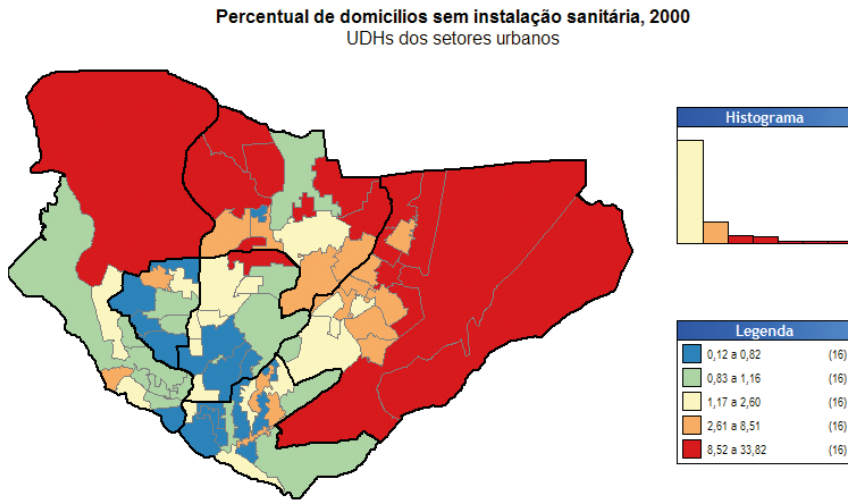 Percentual de domicílios sem instalação sanitária, 2000
UDHs dos setores urbanos
Histograma
Legenda
0,12 a 0,82 (16)
0,83 a 1,16 (16)
1,17 a 2,60 (16)
2,61 a 8,51 (16)
8,52 a 33,82 (16)